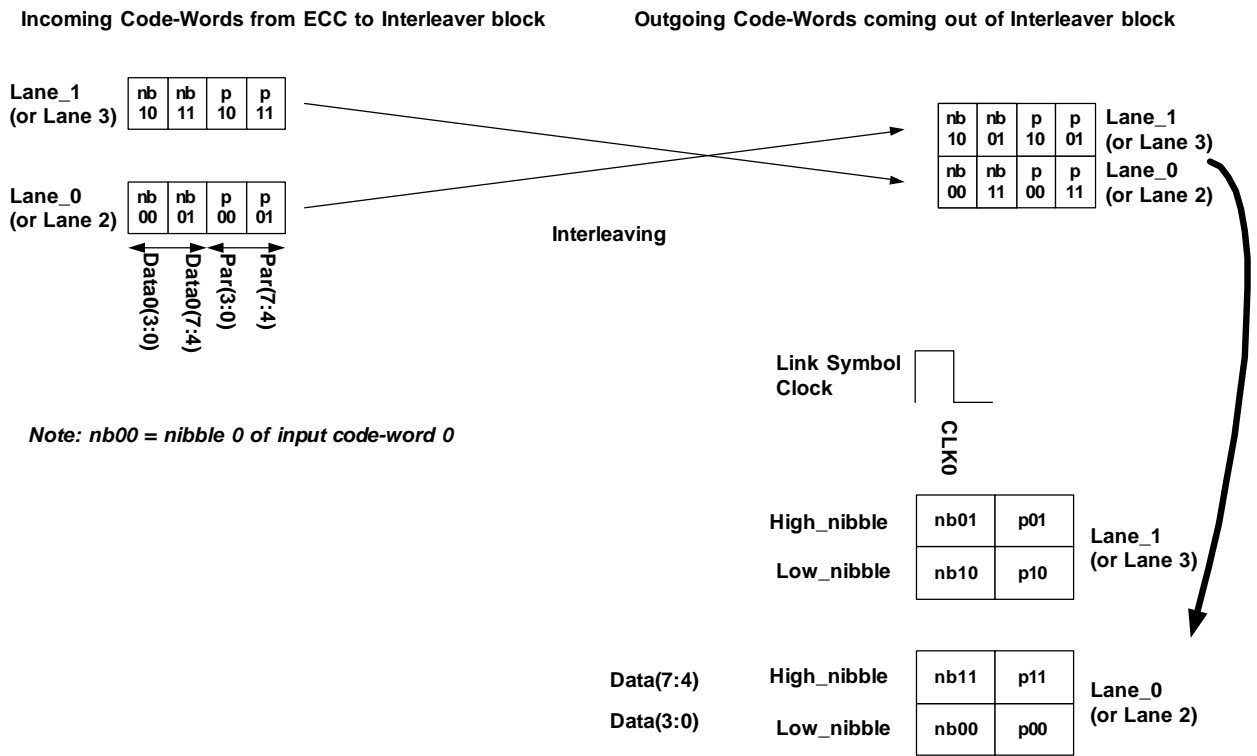 Incoming Code-Words from ECC to Interleaver block
Outgoing Code-Words coming out of Interleaver block
Lane_1
(or Lane 3)
nb nb p p
10 11 10 11
Lane_0
(or Lane 2)
nb nb p p
00 01 00 01
Data0(3:0)
Data0(7:4)
Par(3:0)
Par(7:4)
Interleaving
nb nb p p
10 01 10 01
Lane_1
(or Lane 3)
nb nb p p
00 11 00 11
Lane_0
(or Lane 2)
Note: nb00 = nibble 0 of input code-word 0
Link Symbol
Clock
CLK0
High_nibble nb01 p01
Low_nibble nb10 p10
Lane_1
(or Lane 3)
Data(7:4) High_nibble nb11 p11
Data(3:0) Low_nibble nb00 p00
Lane_0
(or Lane 2)